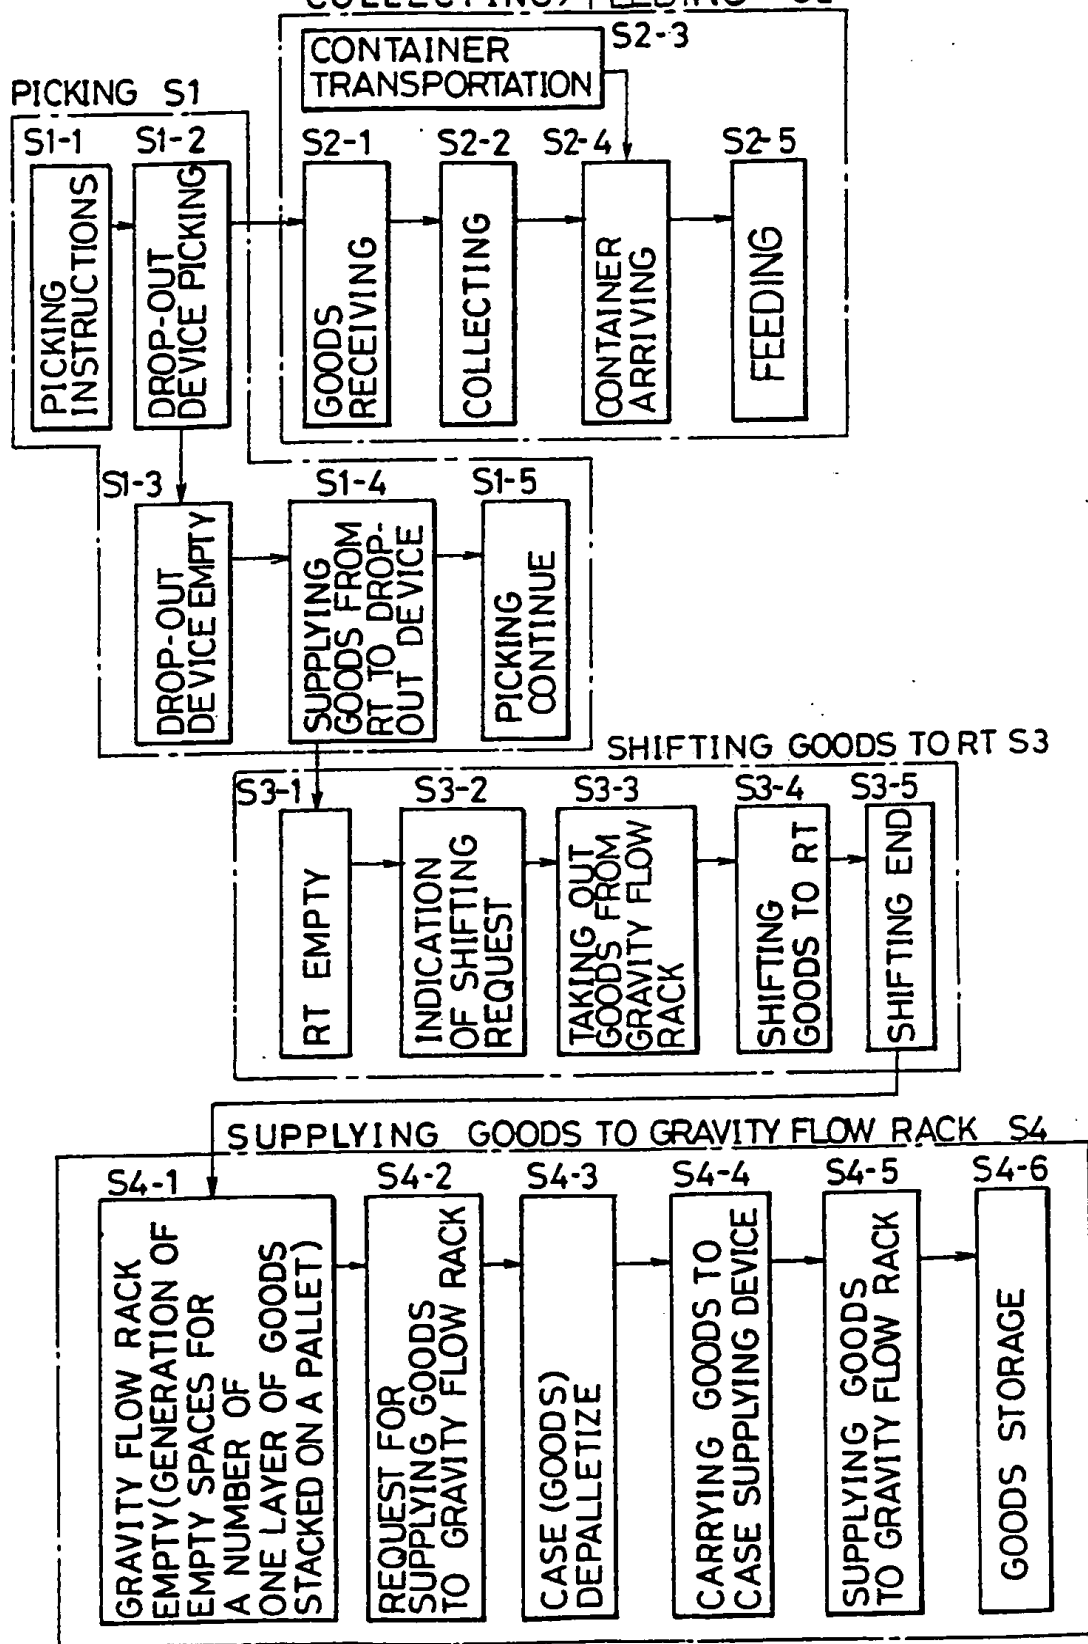 COLLECTING, FEEDING S2
S2-3
CONTAINER
TRANSPORTATION
PICKING S1
S1-1
S1-2
S2-1
S2-2
S2-4
S2-5
PICKING
INSTRUCTIONS
DROP-OUT
DEVICE PICKING
GOODS
RECEIVING
COLLECTING
CONTAINER
ARRIVING
FEEDING
S1-3
S1-4
S1-5
DROP-OUT
DEVICE EMPTY
SUPPLYING
GOODS FROM
RT TO DROP-
OUT DEVICE
PICKING
CONTINUE
SHIFTING GOODS TO RT S3
S3-1
S3-2
S3-3
S3-4
S3-5
RT EMPTY
INDICATION
OF SHIFTING
REQUEST
TAKING OUT
GOODS FROM
GRAVITY FLOW
RACK
SHIFTING
GOODS TO RT
SHIFTING END
SUPPLYING GOODS TO GRAVITY FLOW RACK S4
S4-1
S4-2
S4-3
S4-4
S4-5
S4-6
GRAVITY FLOW RACK
EMPTY(GENERATION OF
EMPTY SPACES FOR
A NUMBER OF
ONE LAYER OF GOODS
STACKED ON A PALLET)
REQUEST FOR
SUPPLYING GOODS
TO GRAVITY FLOW RACK
CASE (GOODS)
DEPALLETIZE
CARRYING GOODS TO
CASE SUPPLYING DEVICE
SUPPLYING GOODS
TO GRAVITY FLOW RACK
GOODS STORAGE